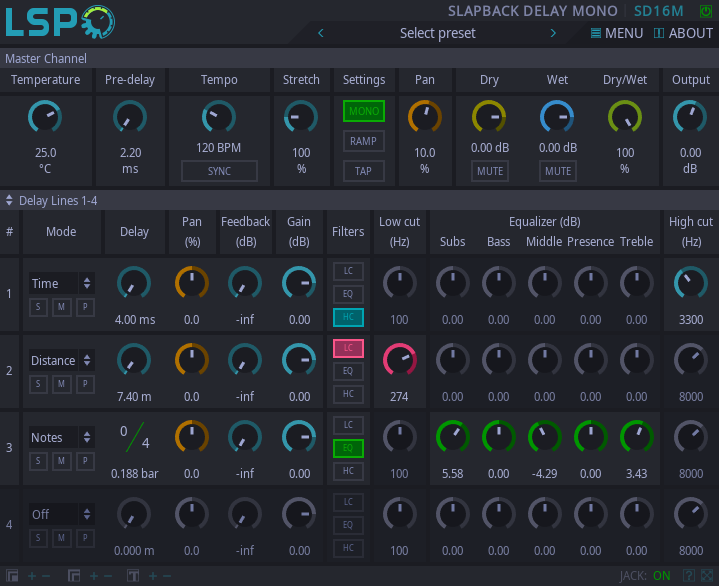 LSP SLAPBACK DELAY MONO SD16M
Select preset MENU ABOUT
Master Channel
Temperature Pre-delay Tempo Stretch Settings Pan Dry Wet Dry/Wet Output
MONO
RAMP
TAP
25.0 2.20 120 BPM 100 10.0 0.00 dB 0.00 dB 100 0.00
°C ms SYNC % % MUTE MUTE % dB
Delay Lines 1-4
# Mode Delay Pan Feedback Gain Filters Low cut Equalizer (dB) High cut
(%) (dB) (dB) (Hz) Subs Bass Middle Presence Treble (Hz)
1 Time LC
S M P EQ
HC
4.00 ms 0.0 -inf 0.00 100 0.00 0.00 0.00 0.00 0.00 3300
2 Distance LC
S M P EQ
HC
7.40 m 0.0 -inf 0.00 274 0.00 0.00 0.00 0.00 0.00 8000
3 Notes 0 4 LC
S M P EQ
HC
0.188 bar 0.0 -inf 0.00 100 5.58 0.00 -4.29 0.00 3.43 8000
4 Off LC
S M P EQ
HC
0.000 m 0.0 -inf 0.00 100 0.00 0.00 0.00 0.00 0.00 8000
JACK: ON